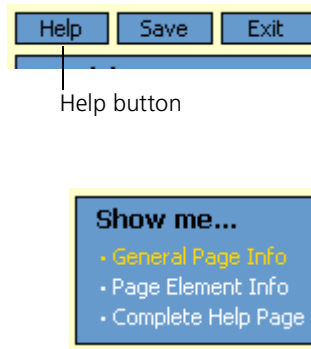 Help Save Exit
Help button
Show me...
• General Page Info
• Page Element Info
• Complete Help Page